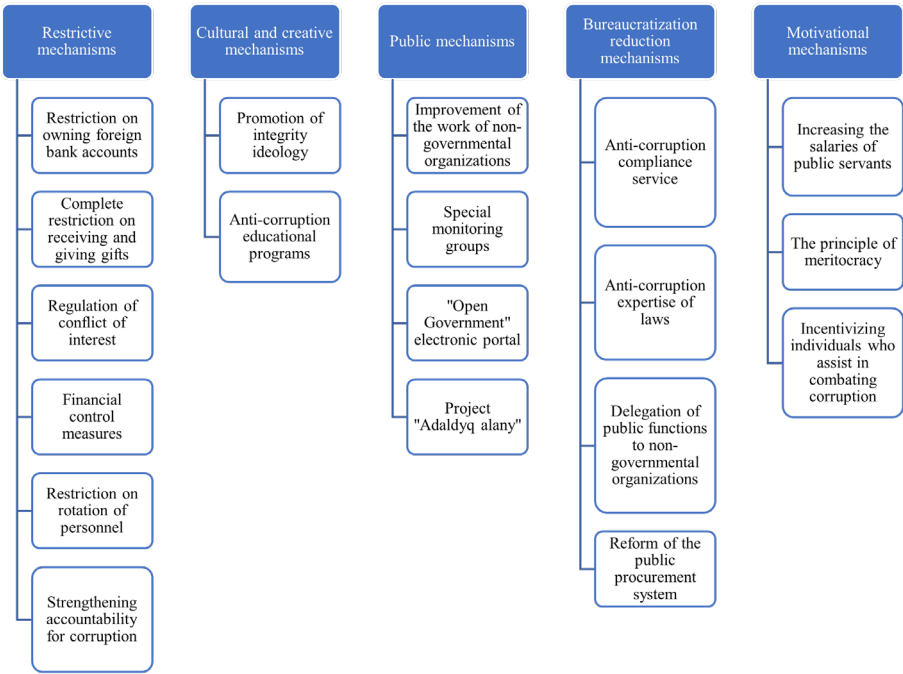 Restrictive
mechanisms
Restriction on
owning foreign
bank accounts
Complete
restriction on
receiving and
giving gifts
Regulation of
conflict of
interest
Financial
control
measures
Restriction on
rotation of
personnel
Strengthening
accountability
for corruption
Cultural and creative
mechanisms
Promotion of
integrity
ideology
Anti-corruption
educational
programs
Public mechanisms
Improvement of
the work of non-
governmental
organizations
Special
monitoring
groups
"Open
Government"
electronic portal
Project
"Adaldyq alany"
Bureaucratization
reduction
mechanisms
Anti-corruption
compliance
service
Anti-corruption
expertise of
laws
Delegation of
public functions
to non-
governmental
organizations
Reform of the
public
procurement
system
Motivational
mechanisms
Increasing the
salaries of
public servants
The principle of
meritocracy
Incentivizing
individuals who
assist in
combating
corruption